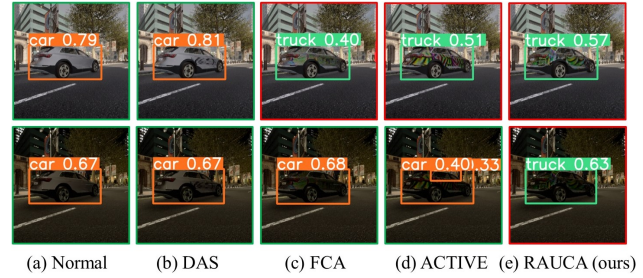 car 0.79 car 0.81 truck 0.40 truck 0.51 truck 0.57
car 0.67 car 0.67 car 0.68 car 0.40 0.33 truck 0.63
(a) Normal (b) DAS (c) FCA (d) ACTIVE (e) RAUCA (ours)